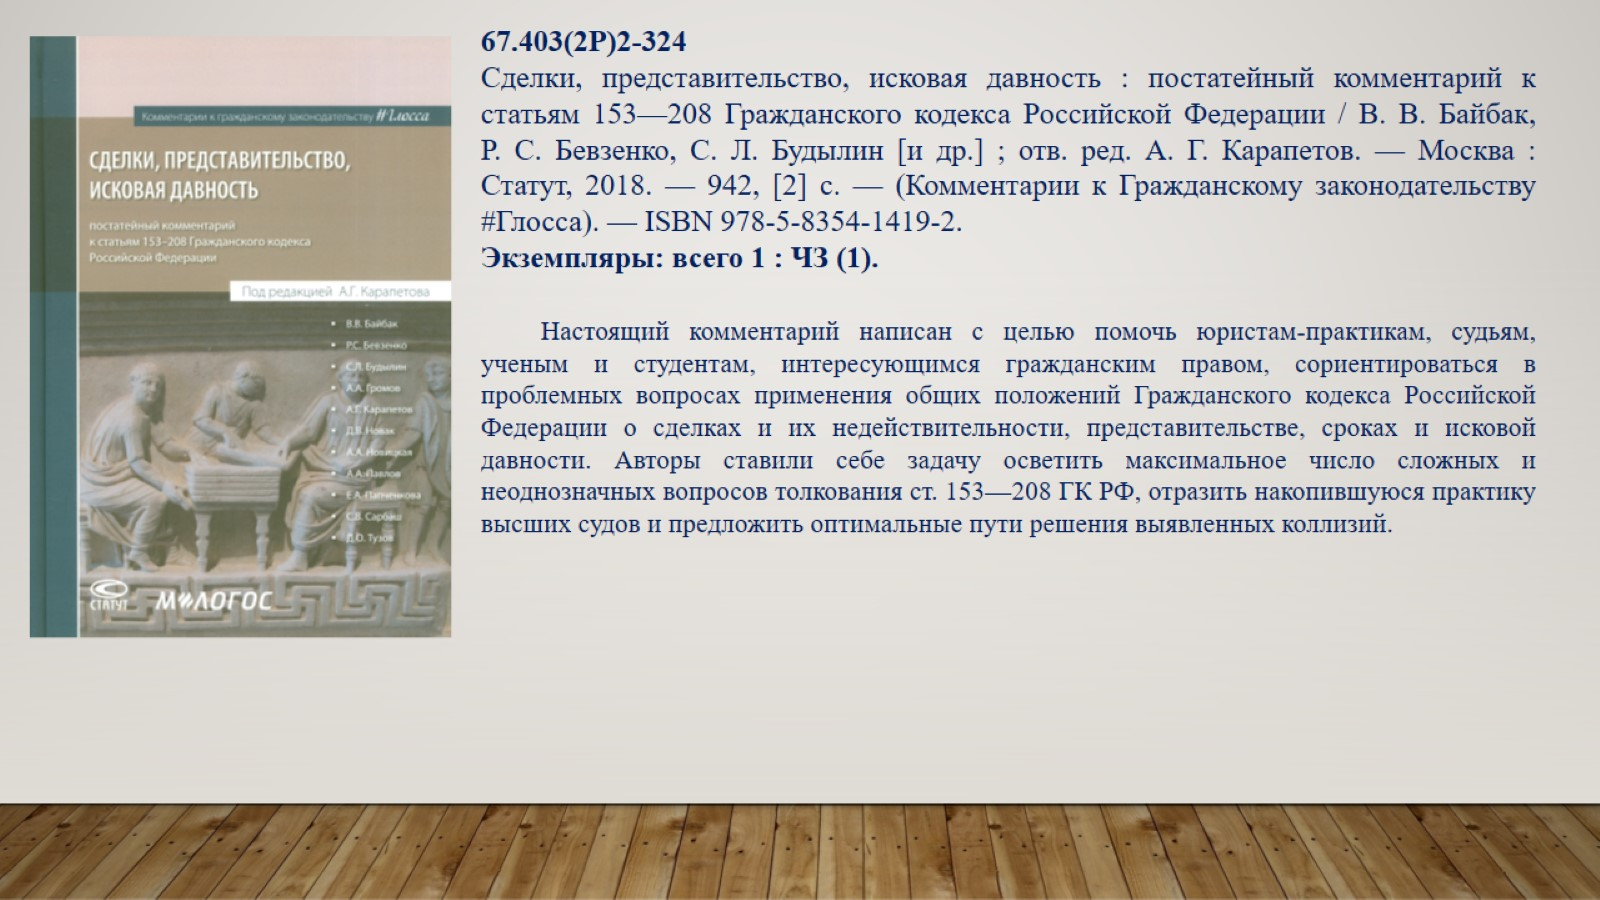 Комментарии к гражданскому законодательству #Глосса
СДЕЛКИ, ПРЕДСТАВИТЕЛЬСТВО,
ИСКОВАЯ ДАВНОСТЬ
постатейный комментарий
к статьям 153–208 Гражданского кодекса
Российской Федерации
Под редакцией А.Г. Карапетова
• В.В. Байбак
• Р.С. Бевзенко
• С.Л. Будылин
• А.А. Громов
• А.Г. Карапетов
• Д.В. Новак
• А.А. Новицкая
• А.А. Павлов
• Е.А. Папченкова
• С.В. Сарбаш
• Д.О. Тузов
СТАТУТ
М-ЛОГОС
67.403(2Р)2-324
Сделки, представительство, исковая давность : постатейный комментарий к
статьям 153—208 Гражданского кодекса Российской Федерации / В. В. Байбак,
Р. С. Бевзенко, С. Л. Будылин [и др.] ; отв. ред. А. Г. Карапетов. — Москва :
Статут, 2018. — 942, [2] с. — (Комментарии к Гражданскому законодательству
#Глосса). — ISBN 978-5-8354-1419-2.
Экземпляры: всего 1 : ЧЗ (1).
Настоящий комментарий написан с целью помочь юристам-практикам, судьям,
ученым и студентам, интересующимся гражданским правом, сориентироваться в
проблемных вопросах применения общих положений Гражданского кодекса Российской
Федерации о сделках и их недействительности, представительстве, сроках и исковой
давности. Авторы ставили себе задачу осветить максимальное число сложных и
неоднозначных вопросов толкования ст. 153—208 ГК РФ, отразить накопившуюся практику
высших судов и предложить оптимальные пути решения выявленных коллизий.